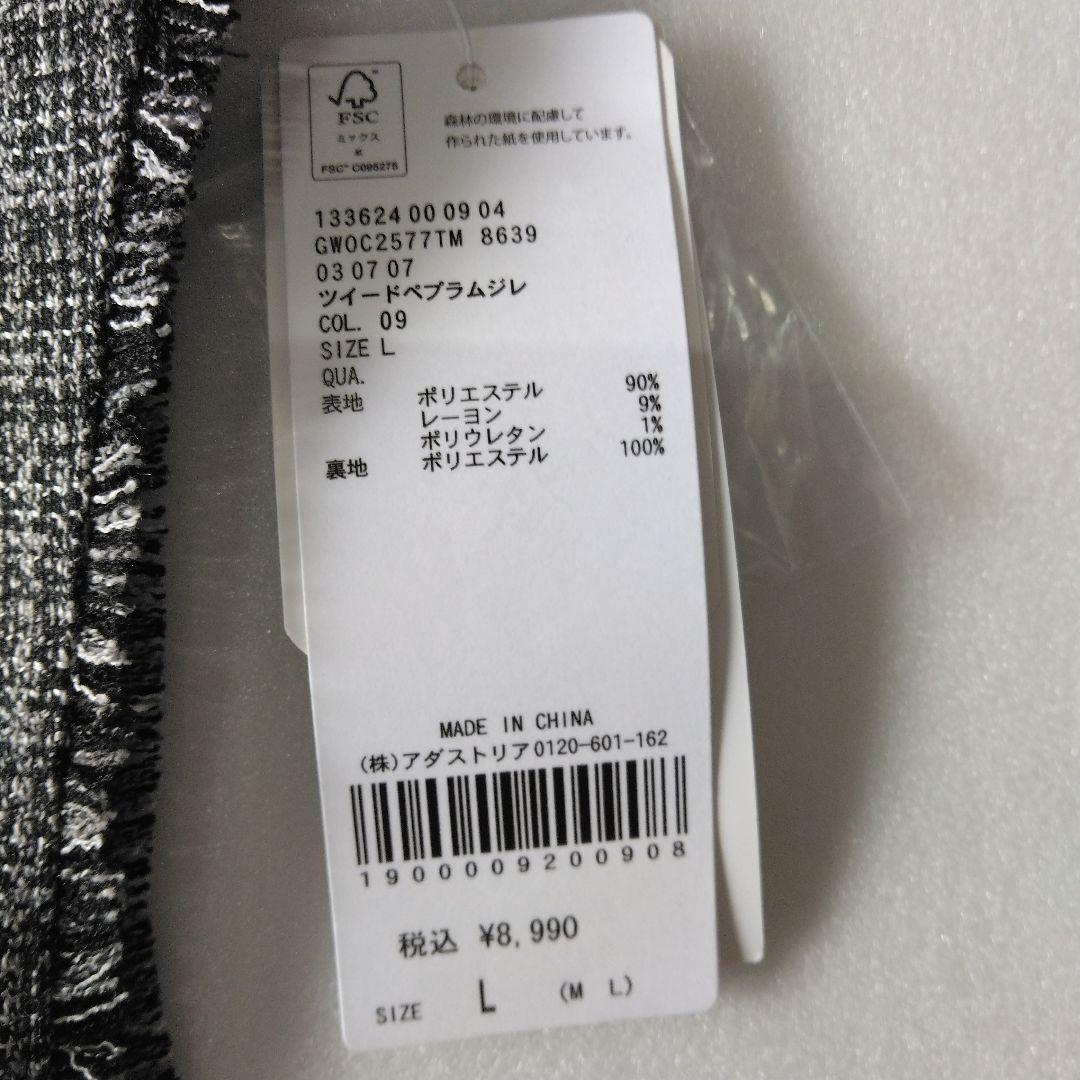 FSC
ミックス
紙
FSC™ C095275
森林の環境に配慮して
作られた紙を使用しています。
133624 00 09 04
GWOC2577TM 8639
03 07 07
ツイードペプラムジレ
COL. 09
SIZE L
QUA.
表地 ポリエステル 90%
レーヨン 9%
ポリウレタン 1%
裏地 ポリエステル 100%
MADE IN CHINA
(株)アダストリア0120-601-162
1900009200908
税込 ¥8,990
SIZE L (M L)